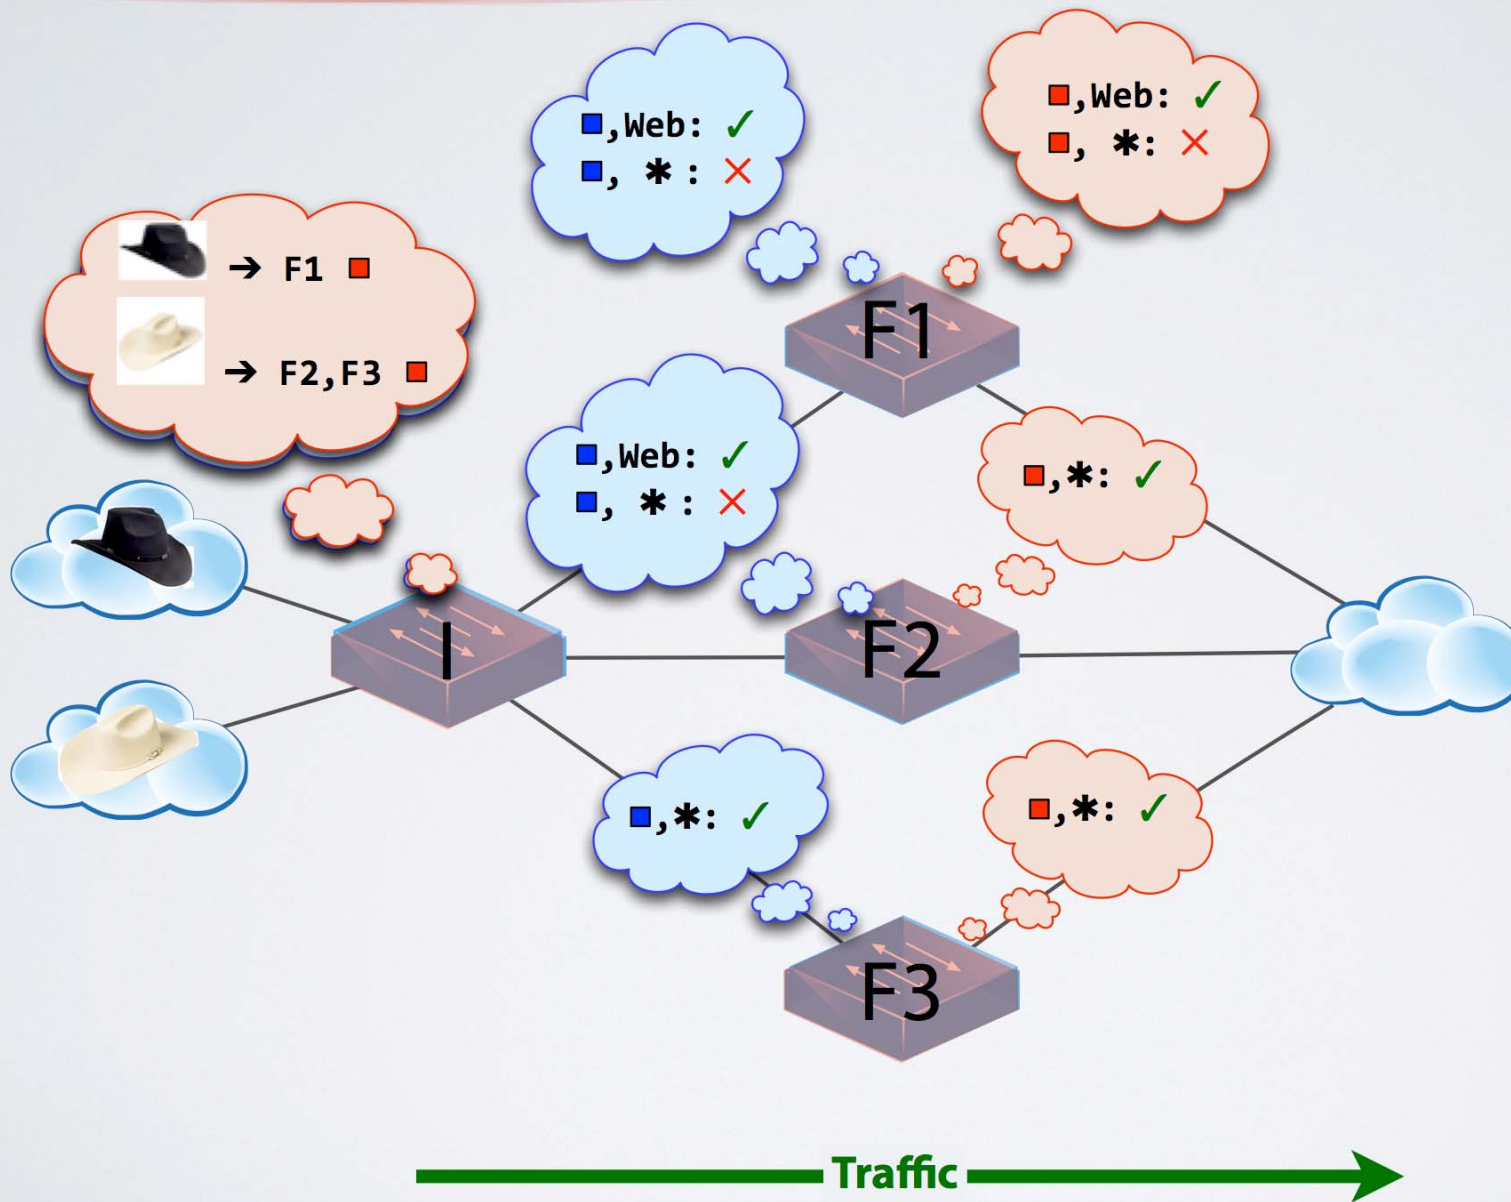 ■,Web: ✓
■, ✱ : ✕
■,Web: ✓
■, ✱: ✕
→ F1 ■
→ F2,F3 ■
F1
■,Web: ✓
■, ✱ : ✕
■,✱: ✓
I
F2
■,✱: ✓
■,✱: ✓
F3
Traffic